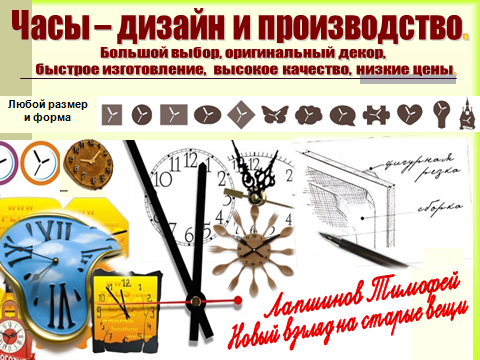 Часы – дизайн и производство.
Большой выбор, оригинальный декор,
быстрое изготовление, высокое качество, низкие цены.
Любой размер
и форма
фигурная
резка
сборка
Лапшинов Тимофей
Новый взгляд на старые вещи